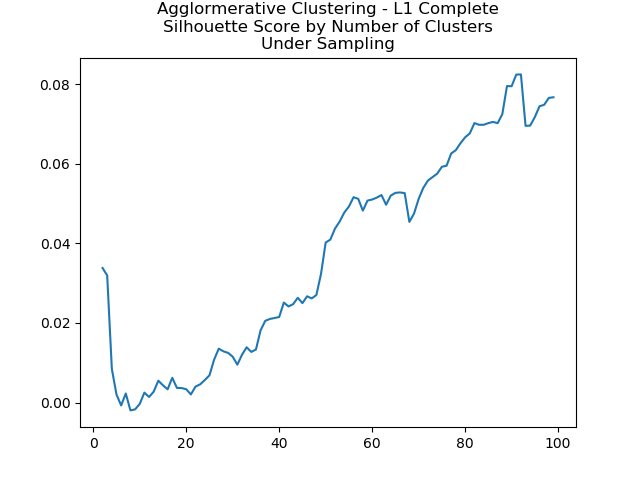 Agglormerative Clustering - L1 Complete
Silhouette Score by Number of Clusters
Under Sampling
0.08
0.06
0.04
0.02
0.00
0 20 40 60 80 100